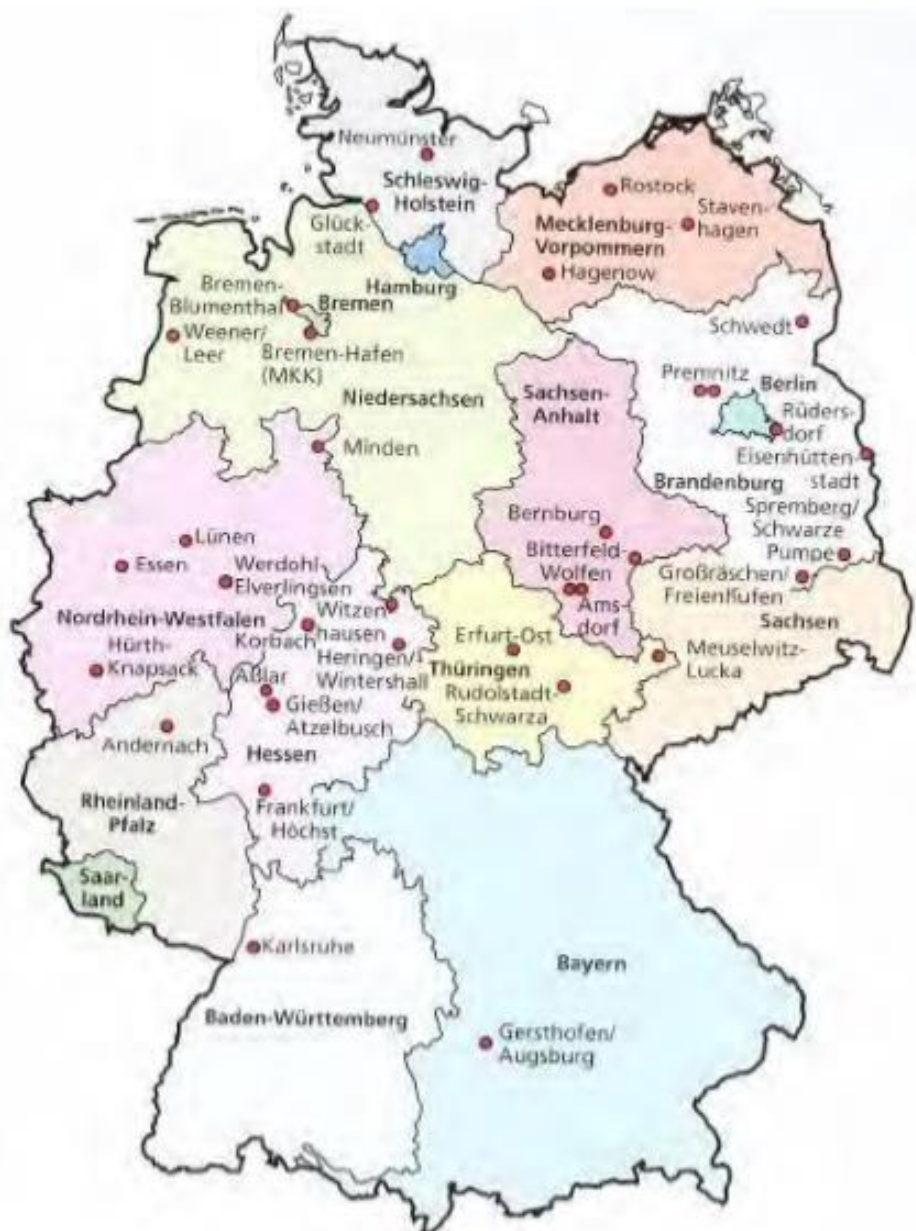 Neumünster
Schleswig-
Holstein
Rostock
Staven-
hagen
Mecklenburg-
Vorpommern
Hagenow
Glück-
stadt
Hamburg
Bremen-
Blumenthal
Bremen
Weener/
Leer
Bremen-Hafen
(MKK)
Schwedt
Niedersachsen
Sachsen-
Anhalt
Premnitz
Berlin
Rüders-
dorf
Minden
Eisenhütten-
stadt
Brandenburg
Spremberg/
Schwarze
Pumpe
Bernburg
Lünen
Essen
Werdohl
Elverlingsen
Bitterfeld-
Wolfen
Großräschen/
Freienhufen
Nordrhein-Westfalen
Witzen
hausen
Korbach
Ams-
dorf
Sachsen
Hürth-
Knapsack
Heringen/
Wintershall
Erfurt-Ost
Thüringen
Meuselwitz-
Lucka
Aßlar
Gießen/
Atzelbusch
Rudolstadt-
Schwarza
Andernach
Hessen
Rheinland-
Pfalz
Frankfurt/
Höchst
Saar-
land
Karlsruhe
Bayern
Baden-Württemberg
Gersthofen/
Augsburg